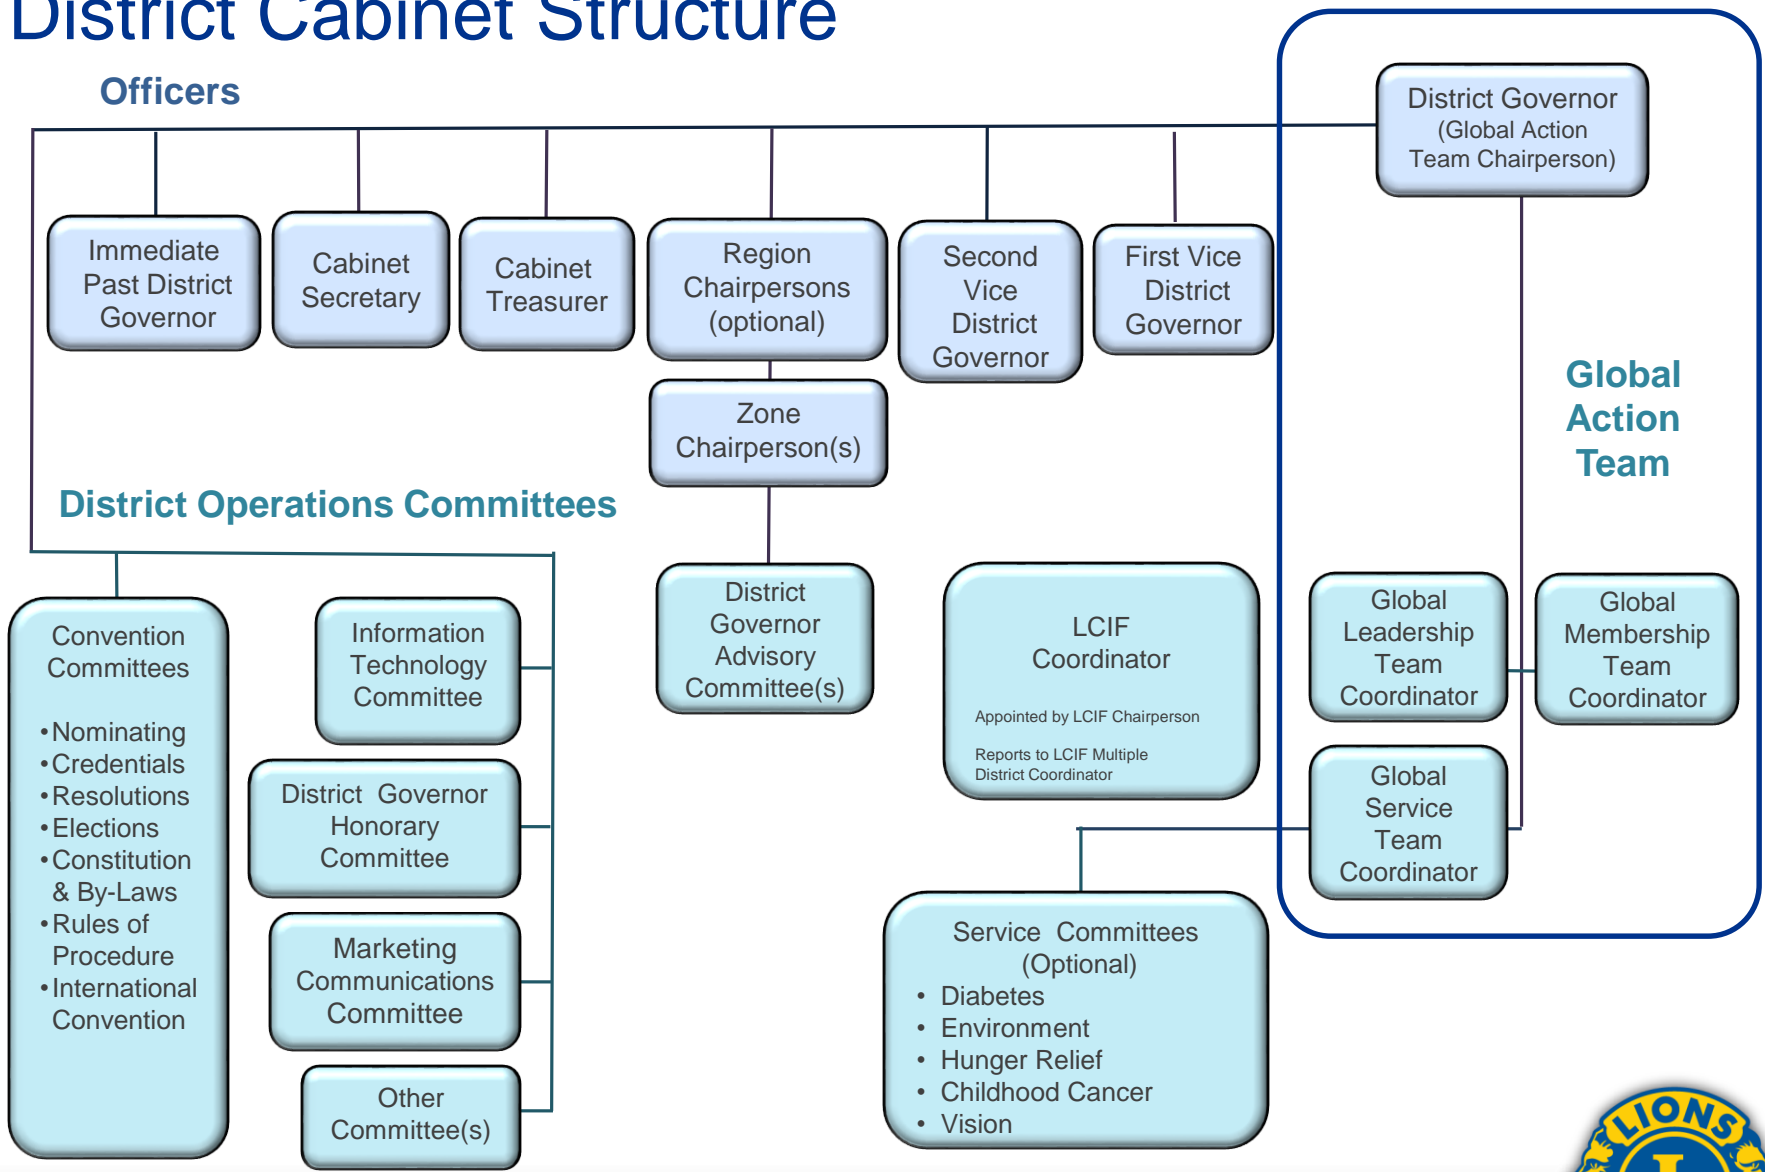 District Cabinet Structure
Officers
District Governor
(Global Action
Team Chairperson)
Immediate
Past District
Governor
Cabinet
Secretary
Cabinet
Treasurer
Region
Chairpersons
(optional)
Second
Vice
District
Governor
First Vice
District
Governor
Zone
Chairperson(s)
Global
Action
Team
District Operations Committees
Convention
Committees
•Nominating
•Credentials
•Resolutions
•Elections
•Constitution
& By-Laws
•Rules of
Procedure
•International
Convention
Information
Technology
Committee
District Governor
Honorary
Committee
Marketing
Communications
Committee
Other
Committee(s)
District
Governor
Advisory
Committee(s)
LCIF
Coordinator
Appointed by LCIF Chairperson
Reports to LCIF Multiple
District Coordinator
Global
Leadership
Team
Coordinator
Global
Membership
Team
Coordinator
Global
Service
Team
Coordinator
Service Committees
(Optional)
• Diabetes
• Environment
• Hunger Relief
• Childhood Cancer
• Vision
LIONS
L